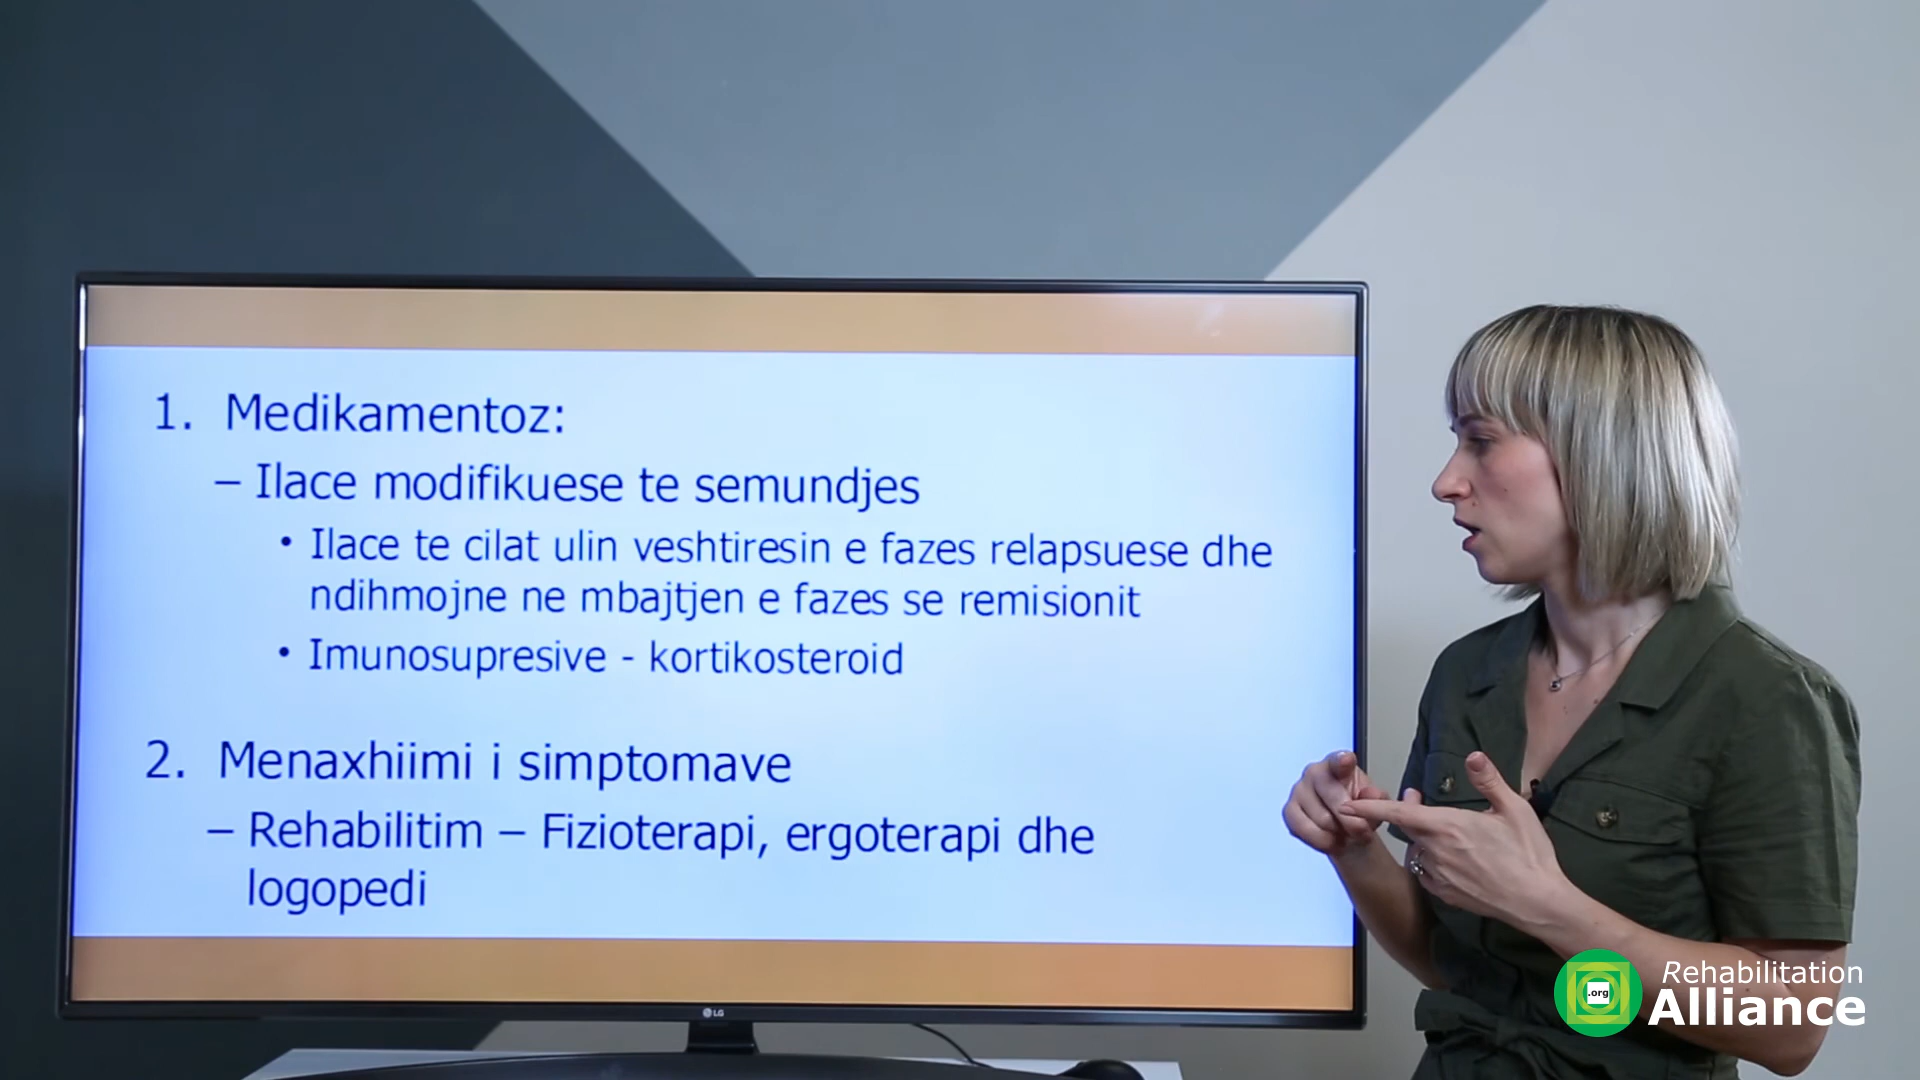 1. Medikamentoz:
– Ilace modifikuese te semundjes
• Ilace te cilat ulin veshtiresin e fazes relapsuese dhe
ndihmojne ne mbajtjen e fazes se remisionit
• Imunosupresive - kortikosteroid
2. Menaxhiimi i simptomave
– Rehabilitim – Fizioterapi, ergoterapi dhe
logopedi
LG
.org
Rehabilitation
Alliance